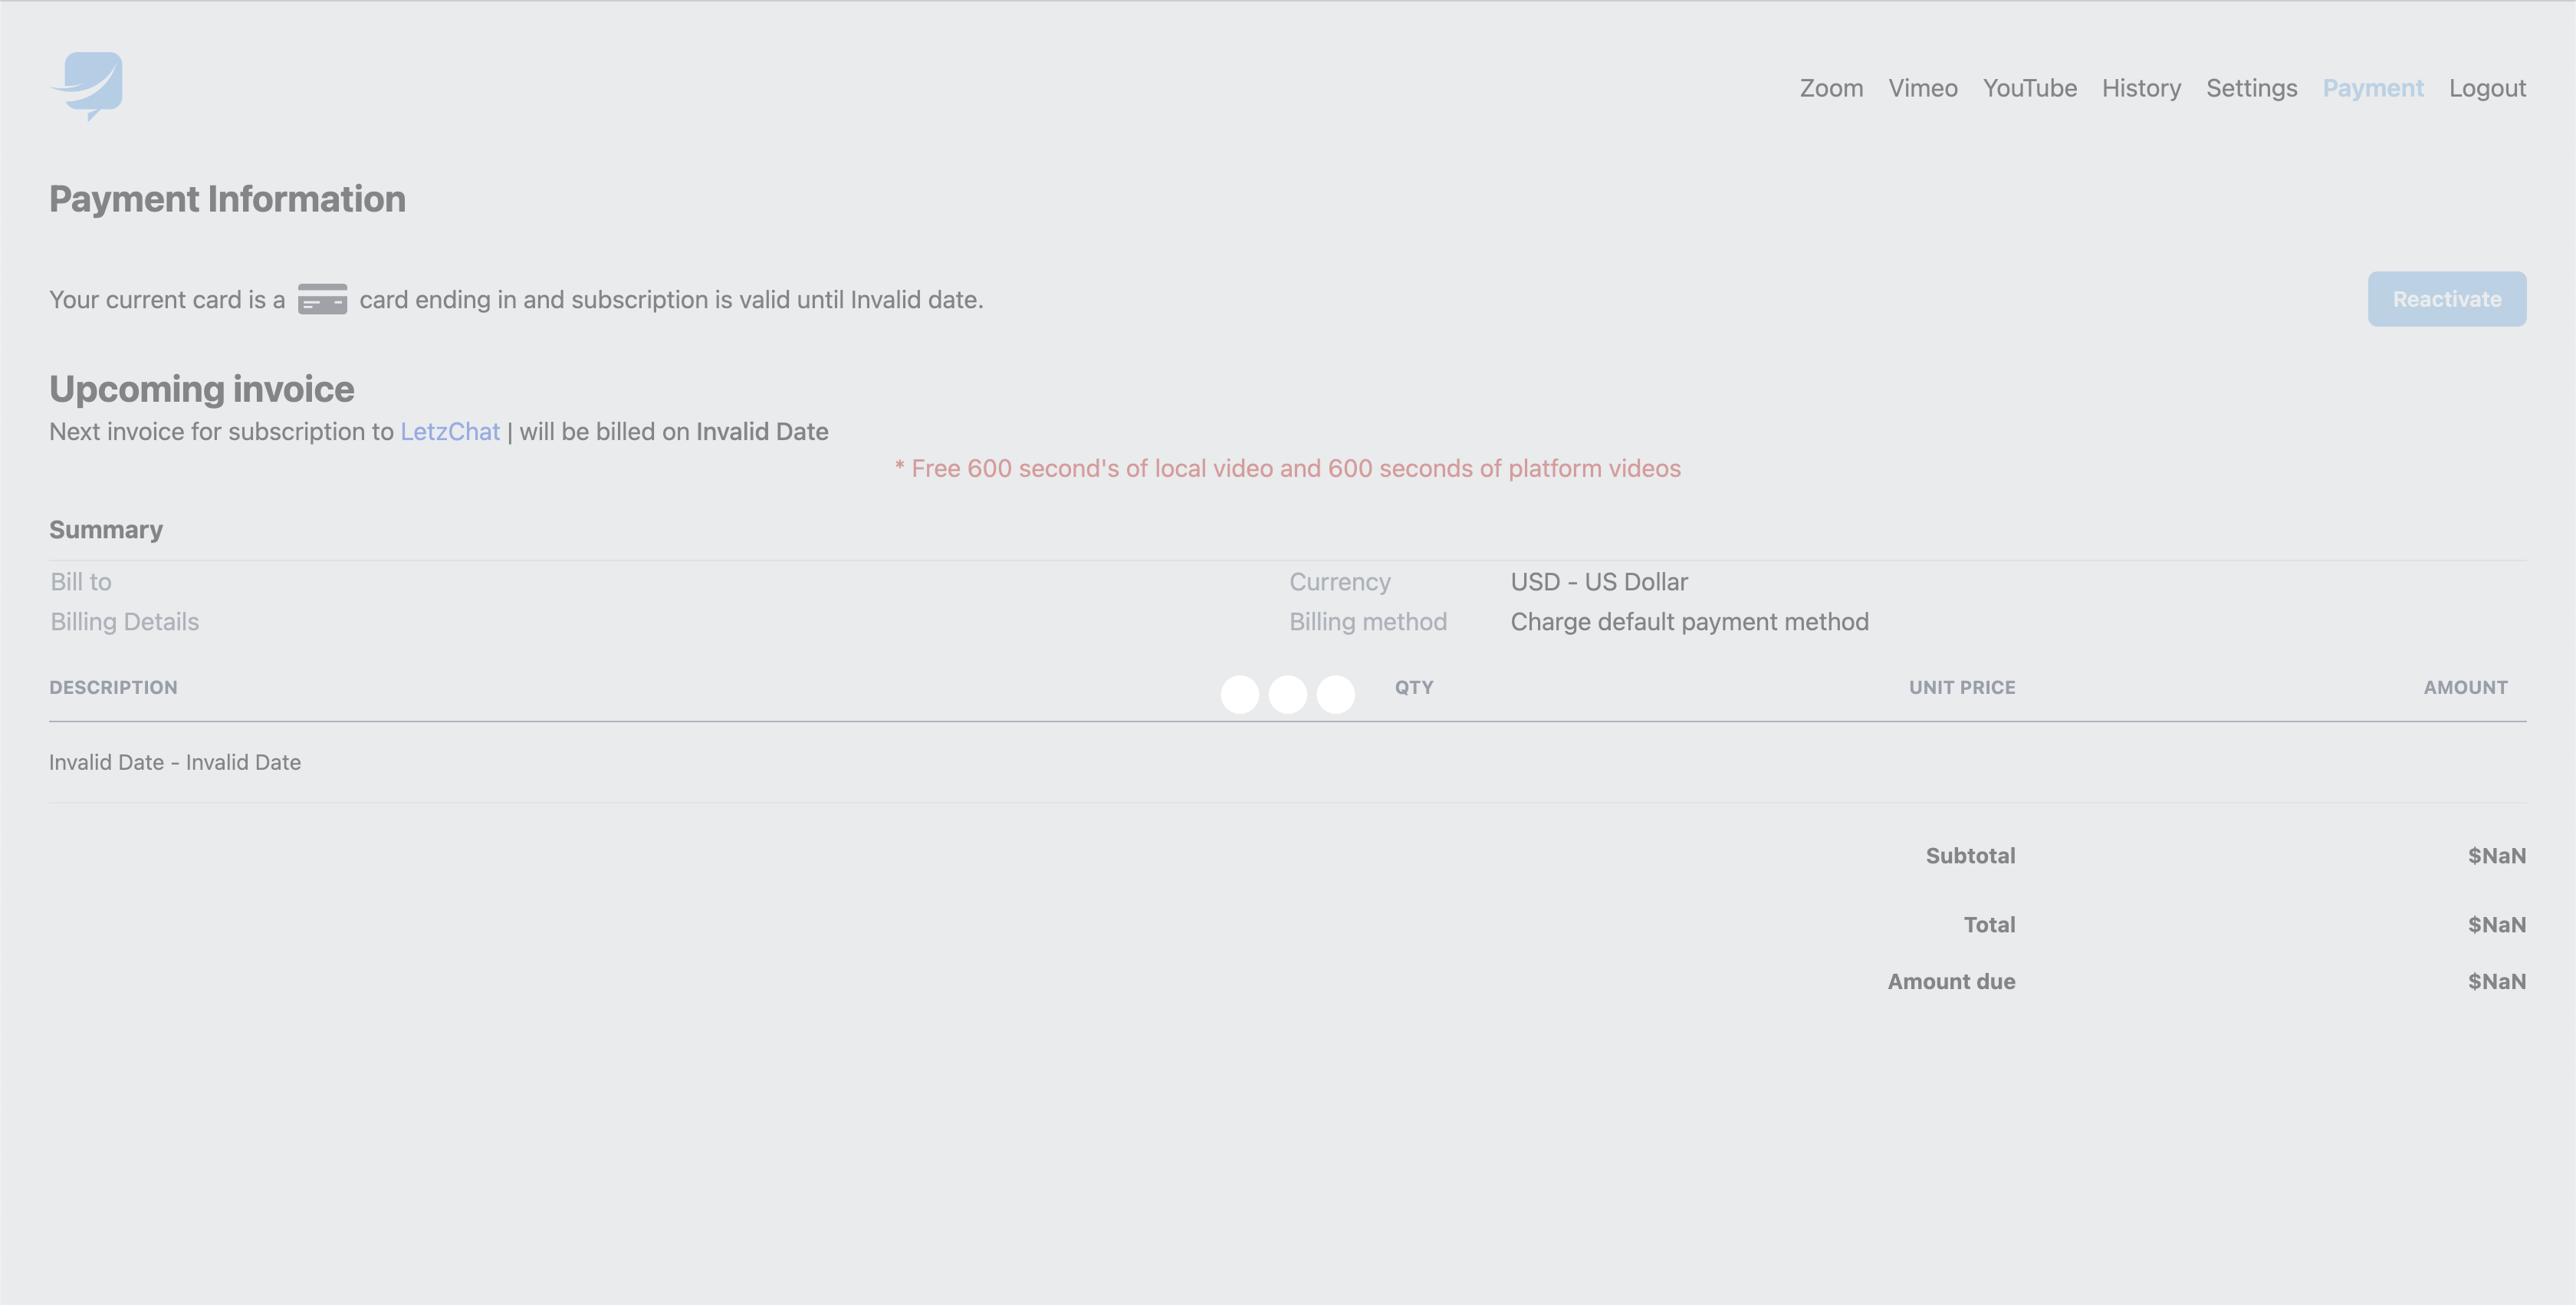 Zoom Vimeo YouTube History Settings Payment Logout
Payment Information
Your current card is a card ending in and subscription is valid until Invalid date.
Reactivate
Upcoming invoice
Next invoice for subscription to LetzChat | will be billed on Invalid Date
* Free 600 second's of local video and 600 seconds of platform videos
Summary
Bill to
Currency USD - US Dollar
Billing Details
Billing method Charge default payment method
DESCRIPTION QTY UNIT PRICE AMOUNT
Invalid Date - Invalid Date
Subtotal $NaN
Total $NaN
Amount due $NaN